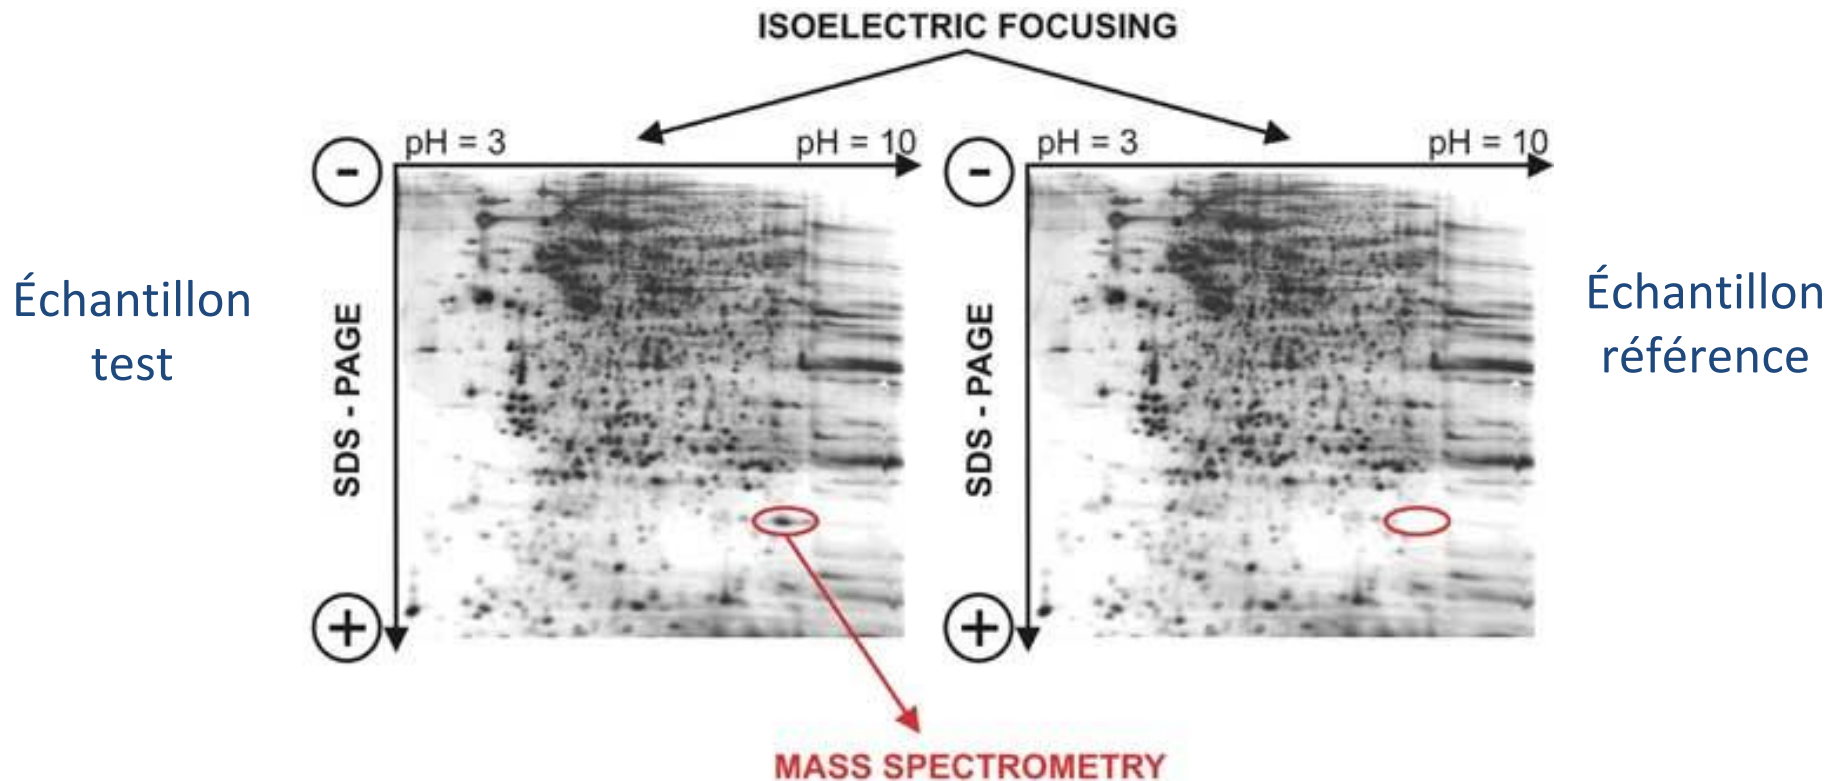 ISOELECTRIC FOCUSING
pH = 3
pH = 10
pH = 3
pH = 10
-
-
Échantillon
test
SDS - PAGE
SDS - PAGE
Échantillon
référence
+
+
MASS SPECTROMETRY